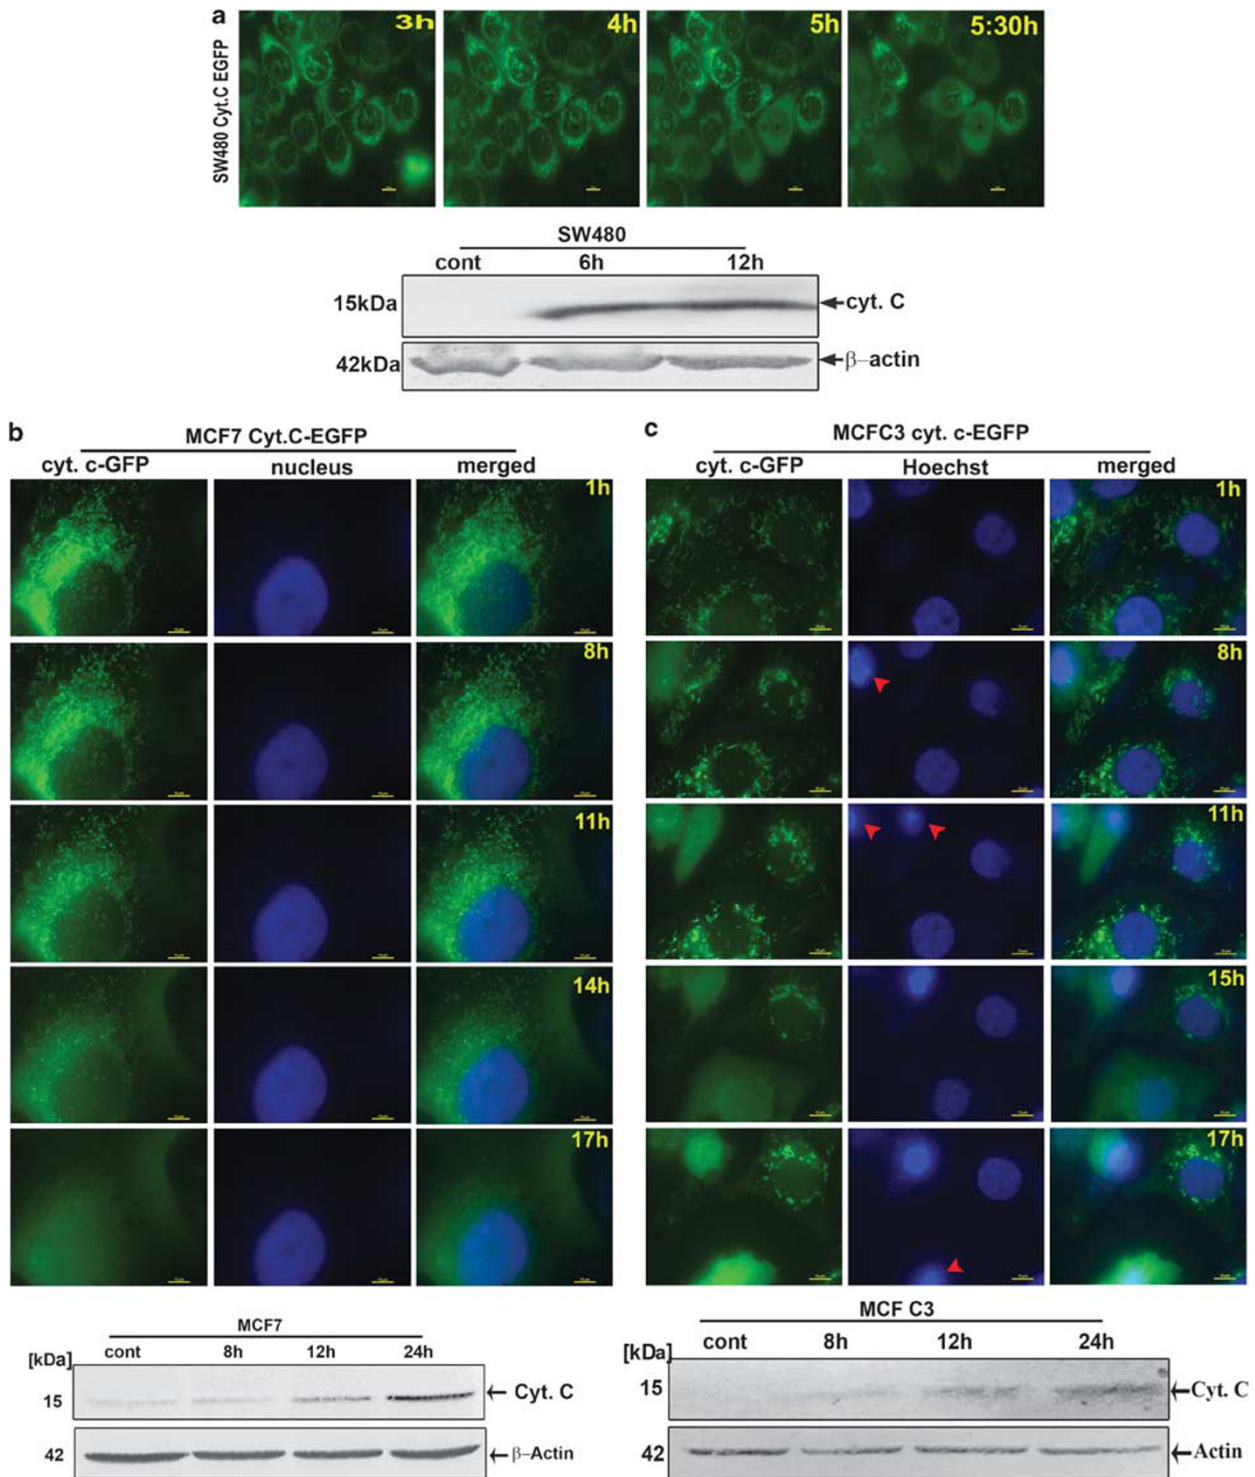 a
SW480 Cyt.C EGFP
3h 4h 5h 5:30h
SW480
cont 6h 12h
15kDa cyt. C
42kDa β–actin
b
MCF7 Cyt.C-EGFP
cyt. c-GFP nucleus merged
1h
8h
11h
14h
17h
MCF7
[kDa] cont 8h 12h 24h
15 Cyt. C
42 β–Actin
c
MCFC3 cyt. c-EGFP
cyt. c-GFP Hoechst merged
1h
8h
11h
15h
17h
MCF C3
[kDa] cont 8h 12h 24h
15 Cyt. C
42 Actin